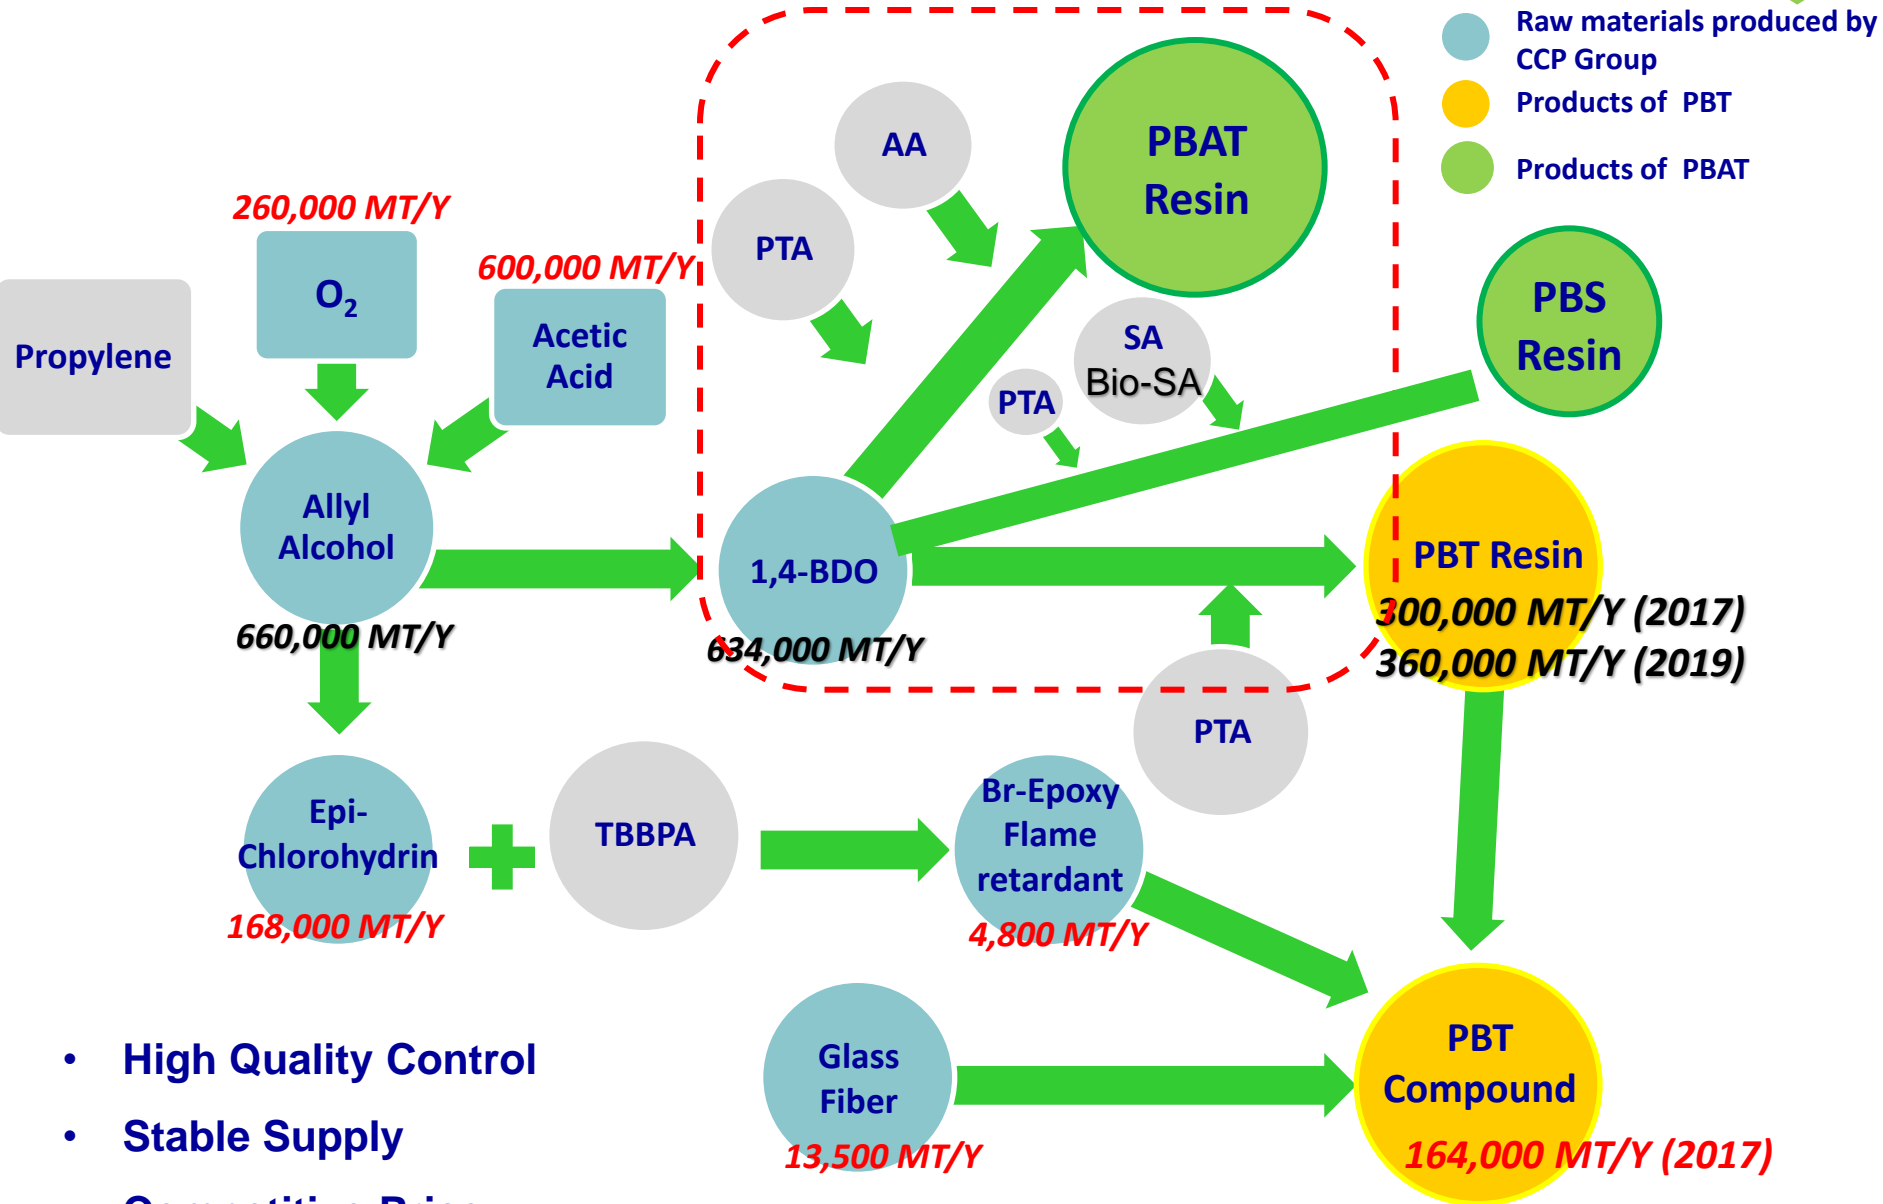 Raw materials produced by
CCP Group
Products of PBT
Products of PBAT
AA
PBAT
Resin
PTA
260,000 MT/Y
O₂
600,000 MT/Y
Acetic
Acid
Propylene
SA
Bio-SA
PTA
PBS
Resin
Allyl
Alcohol
660,000 MT/Y
1,4-BDO
634,000 MT/Y
PBT Resin
300,000 MT/Y (2017)
360,000 MT/Y (2019)
PTA
Epi-
Chlorohydrin
168,000 MT/Y
TBBPA
Br-Epoxy
Flame
retardant
4,800 MT/Y
Glass
Fiber
13,500 MT/Y
PBT
Compound
164,000 MT/Y (2017)
• High Quality Control
• Stable Supply
Competitive Price